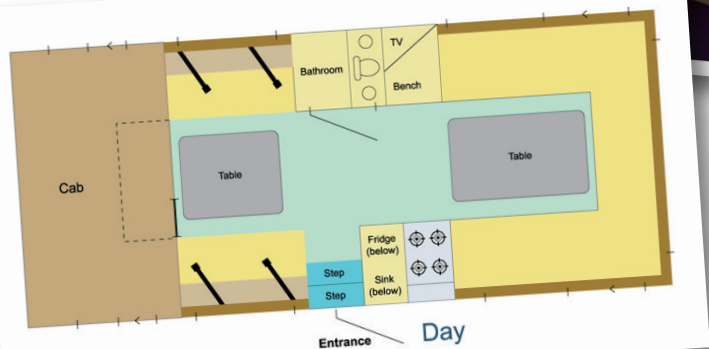 Cab
Table
Bathroom
TV
Bench
Table
Fridge
(below)
Sink
(below)
Step
Step
Entrance
Day